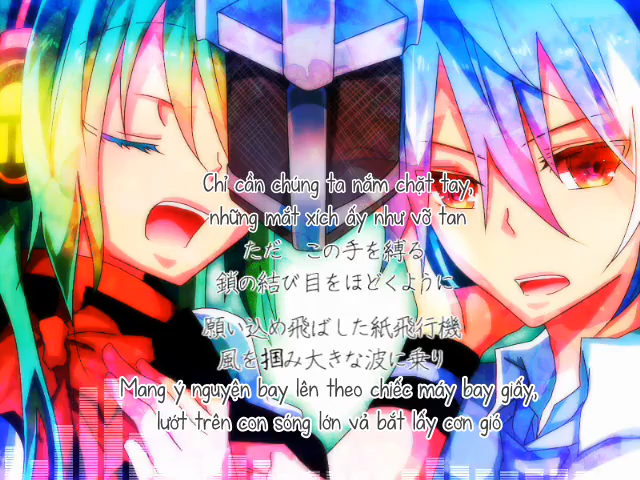 Chỉ cần chúng ta nắm chặt tay,
những mắt xích ấy như vỡ tan
ただ この手を縛る
鎖の結び目をほどくように
願い込め飛ばした紙飛行機
風を掴み大きな波に乗り
Mang ý nguyện bay lên theo chiếc máy bay giấy,
lướt trên con sóng lớn và bắt lấy cơn gió